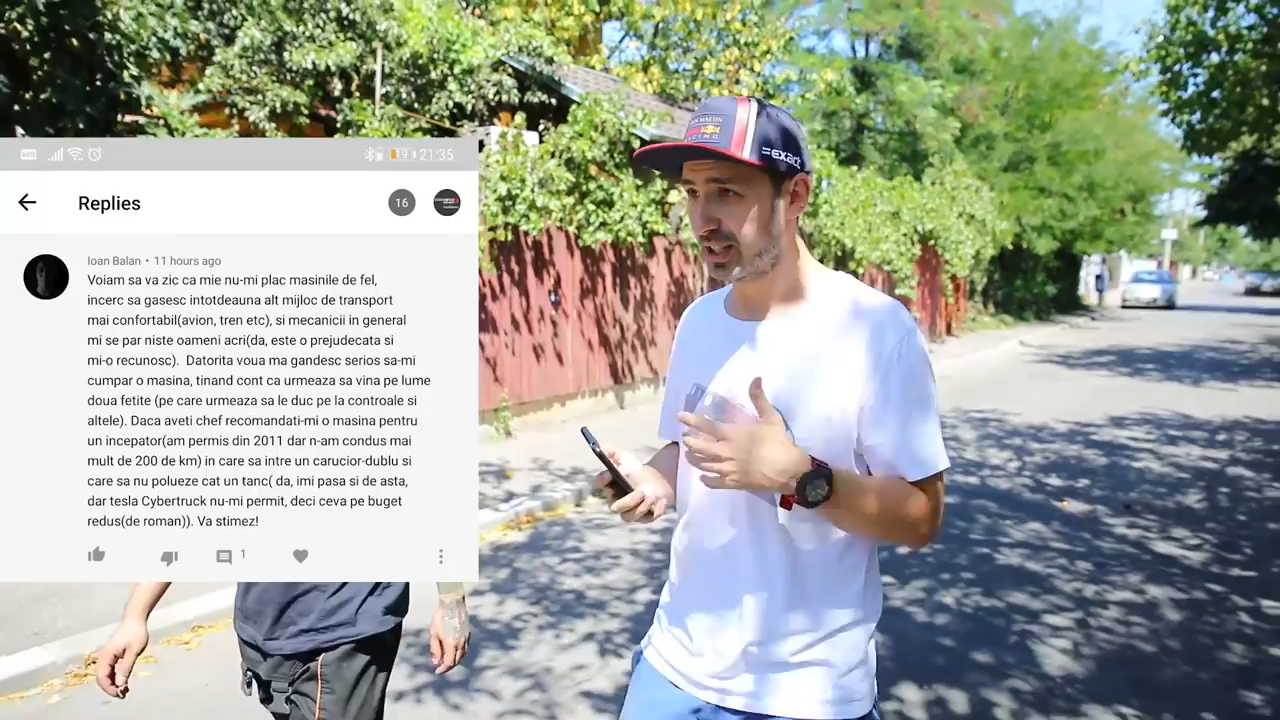 19
21:35
Replies
16
Ioan Balan • 11 hours ago
Voiam sa va zic ca mie nu-mi plac masinile de fel,
incerc sa gasesc intotdeauna alt mijloc de transport
mai confortabil(avion, tren etc), si mecanicii in general
mi se par niste oameni acri(da, este o prejudecata si
mi-o recunosc).  Datorita voua ma gandesc serios sa-mi
cumpar o masina, tinand cont ca urmeaza sa vina pe lume
doua fetite (pe care urmeaza sa le duc pe la controale si
altele). Daca aveti chef recomandati-mi o masina pentru
un incepator(am permis din 2011 dar n-am condus mai
mult de 200 de km) in care sa intre un carucior-dublu si
care sa nu polueze cat un tanc( da, imi pasa si de asta,
dar tesla Cybertruck nu-mi permit, deci ceva pe buget
redus(de roman)). Va stimez!
1
RACING
=exact